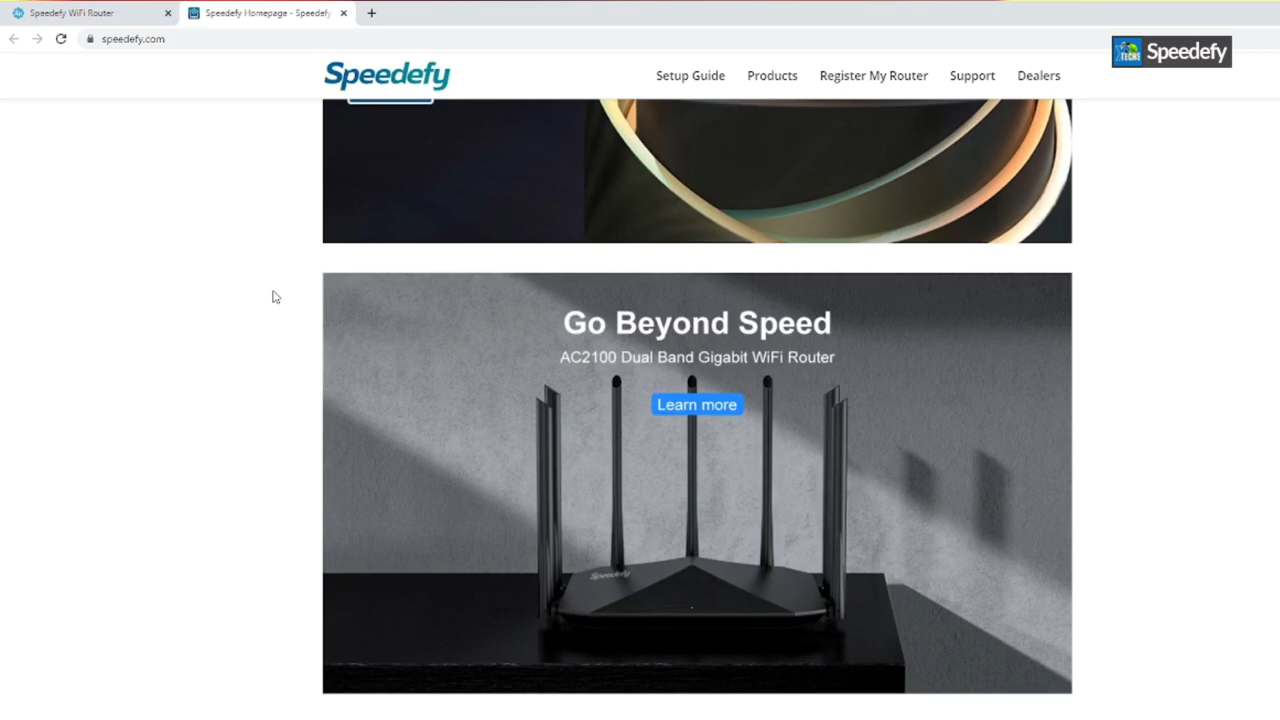 Speedefy WiFi Router
Speedefy Homepage - Speedefy
speedefy.com
Speedefy
Speedefy
Setup Guide
Products
Register My Router
Support
Dealers
Go Beyond Speed
AC2100 Dual Band Gigabit WiFi Router
Learn more
Speedefy